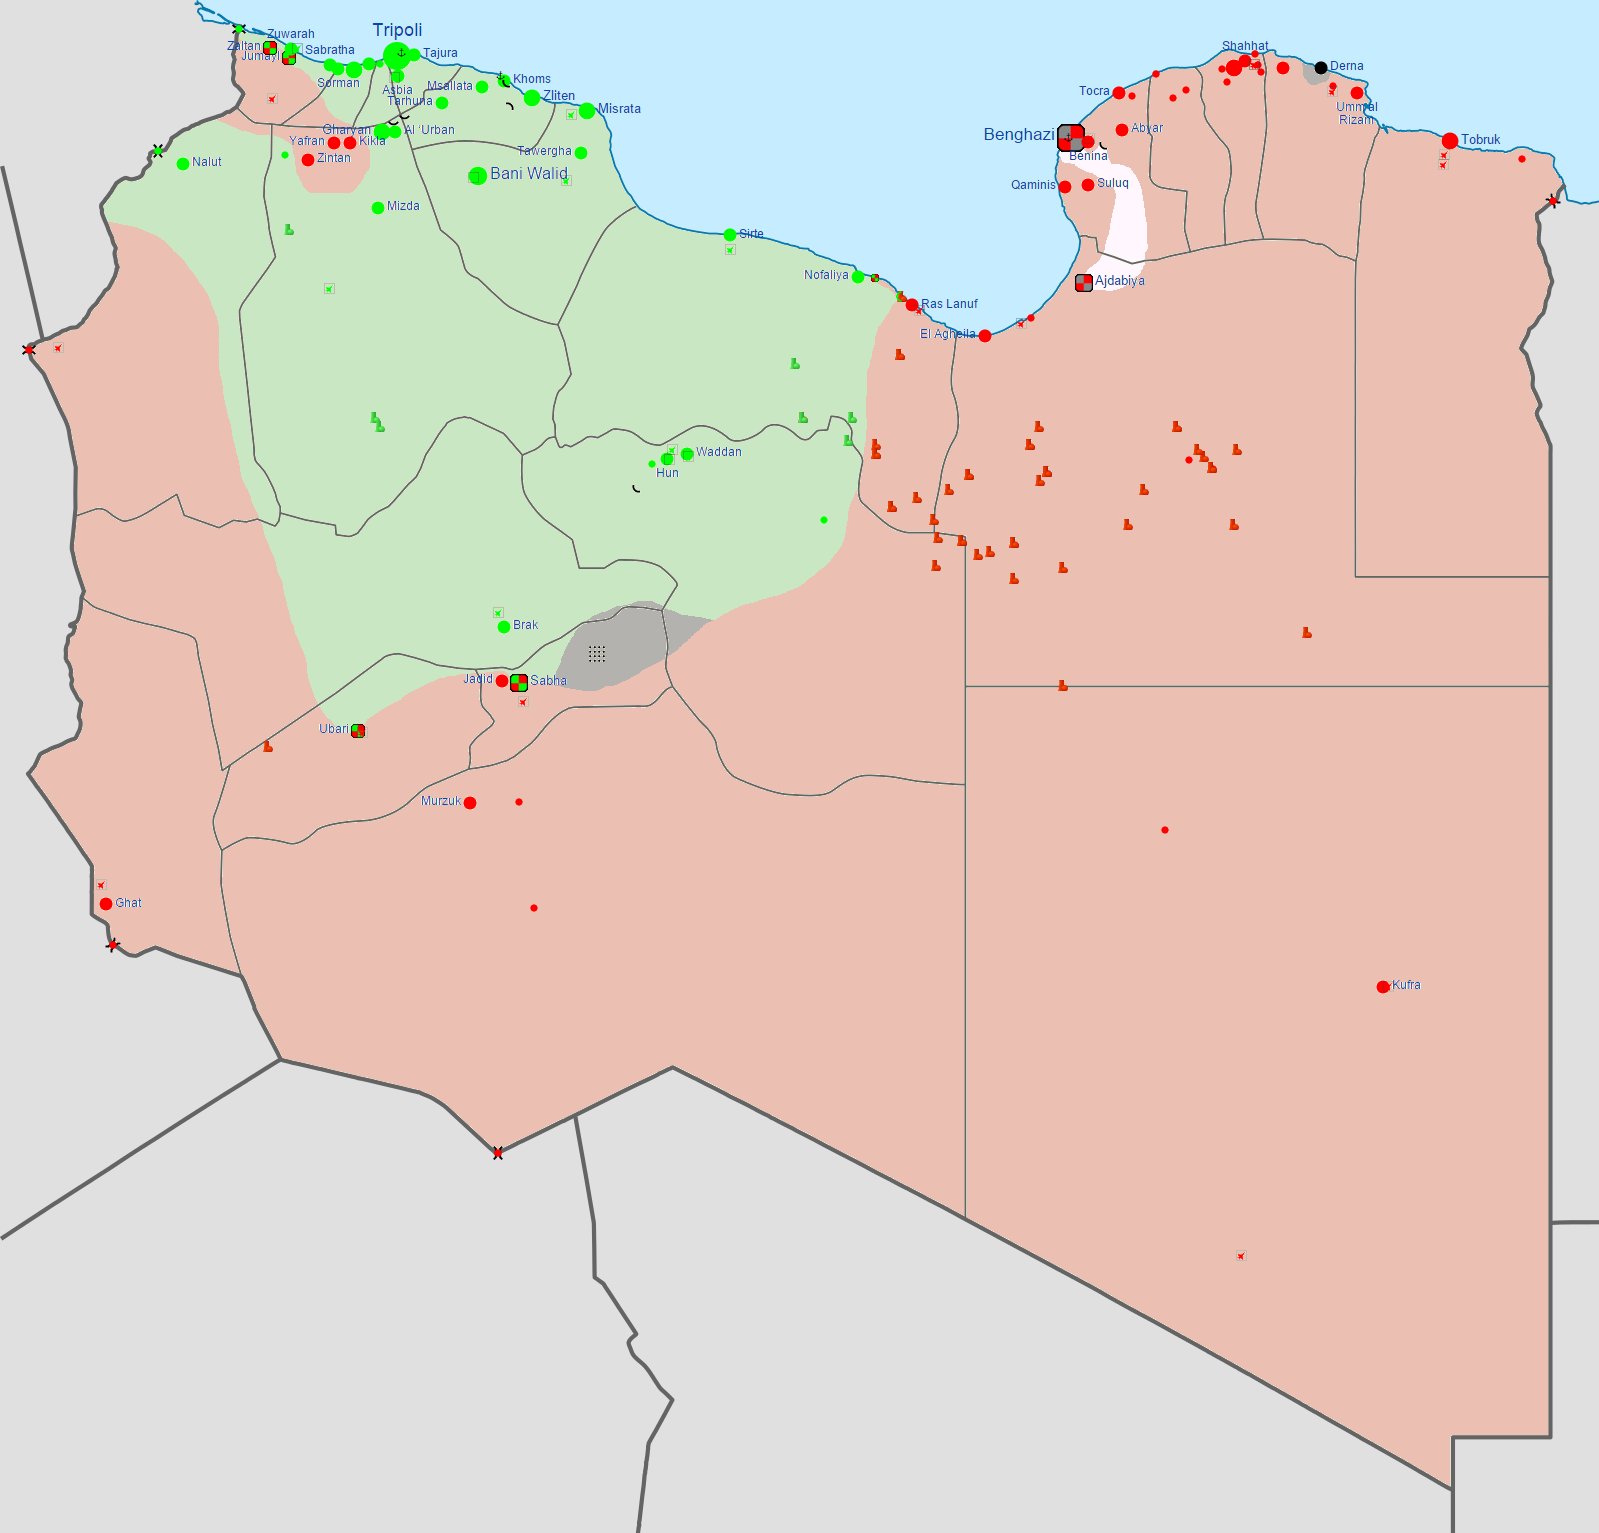 Tripoli
Zuwarah
Zaltan
Jumayl
Sabratha
Tajura
Sorman
Asbia
Msallata
Khoms
Tarhuna
Zliten
Misrata
Gharyan
Al 'Urban
Yafran
Kikla
Zintan
Nalut
Tawergha
Bani Walid
Mizda
Sirte
Nofaliya
Ras Lanuf
El Agheila
Shahhat
Derna
Tocra
Ummal
Rizam
Benghazi
Abyar
Benina
Tobruk
Qaminis
Suluq
Ajdabiya
Waddan
Hun
Brak
Jadid
Sabha
Ubari
Murzuk
Ghat
Kufra